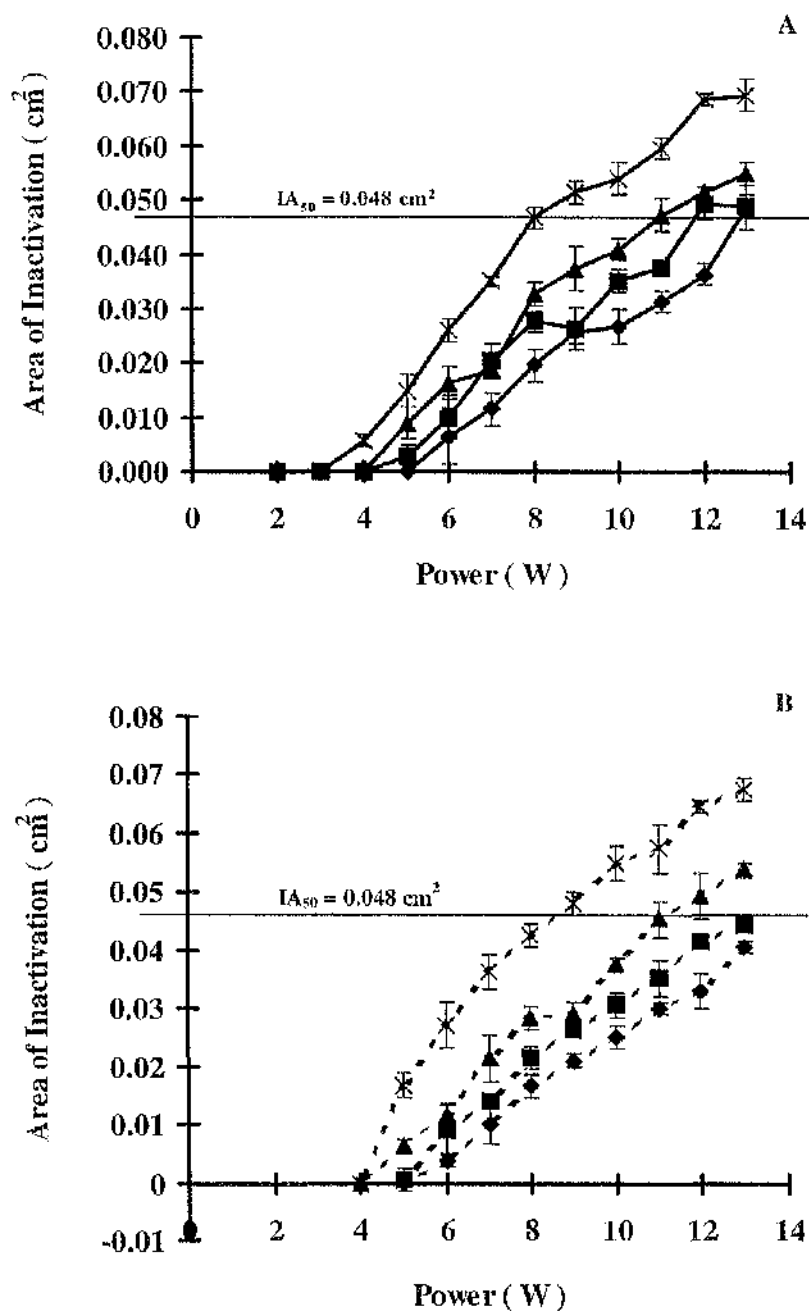 A
0.080
0.070
0.060
0.050
0.040
0.030
0.020
0.010
0.000
Area of Inactivation ( cm²)
IA₅₀ = 0.048 cm²
0 2 4 6 8 10 12 14
Power ( W )
B
0.08
0.07
0.06
0.05
0.04
0.03
0.02
0.01
0
-0.01
Area of Inactivation ( cm²)
IA₅₀ = 0.048 cm²
0 2 4 6 8 10 12 14
Power ( W )